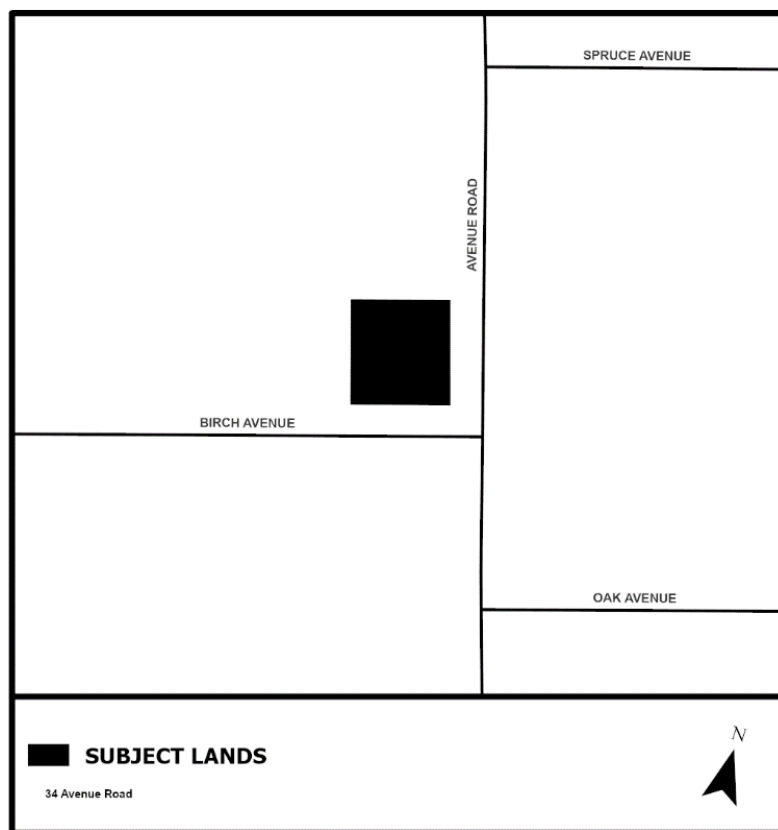 SPRUCE AVENUE
AVENUE ROAD
BIRCH AVENUE
OAK AVENUE
SUBJECT LANDS
34 Avenue Road
N